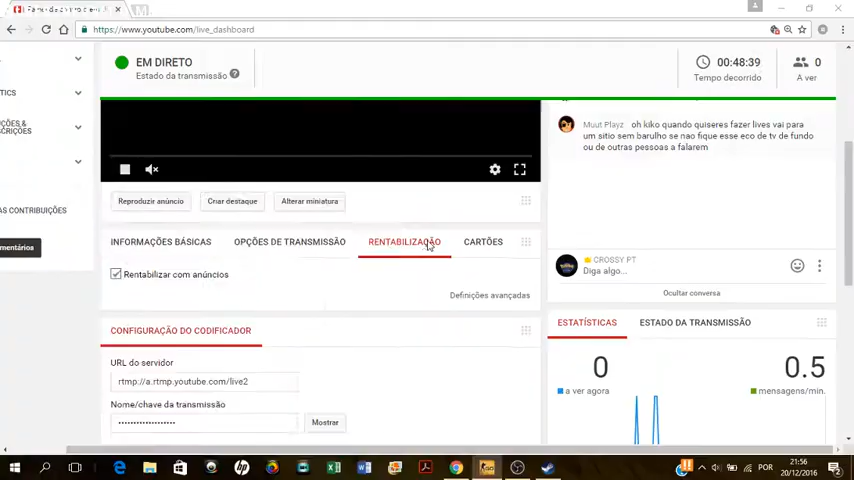 https://www.youtube.com/live_dashboard
EM DIRETO
Estado da transmissão ?
00:48:39
Tempo decorrido
0
A ver
TICS
ÇÕES &
SCRIÇÕES
AS CONTRIBUIÇÕES
mentários
Muut Playz oh kiko quando quiseres fazer lives vai para
um sitio sem barulho se nao fique esse eco de tv de fundo
ou de outras pessoas a falarem
Reproduzir anúncio
Criar destaque
Alterar miniatura
INFORMAÇÕES BÁSICAS
OPÇÕES DE TRANSMISSÃO
RENTABILIZAÇÃO
CARTÕES
Rentabilizar com anúncios
Definições avançadas
CROSSY PT
Diga algo...
Ocultar conversa
CONFIGURAÇÃO DO CODIFICADOR
URL do servidor
rtmp://a.rtmp.youtube.com/live2
Nome/chave da transmissão
••••••••••••••••••
Mostrar
ESTATÍSTICAS
ESTADO DA TRANSMISSÃO
0
a ver agora
0.5
mensagens/min.
POR
21:56
20/12/2016